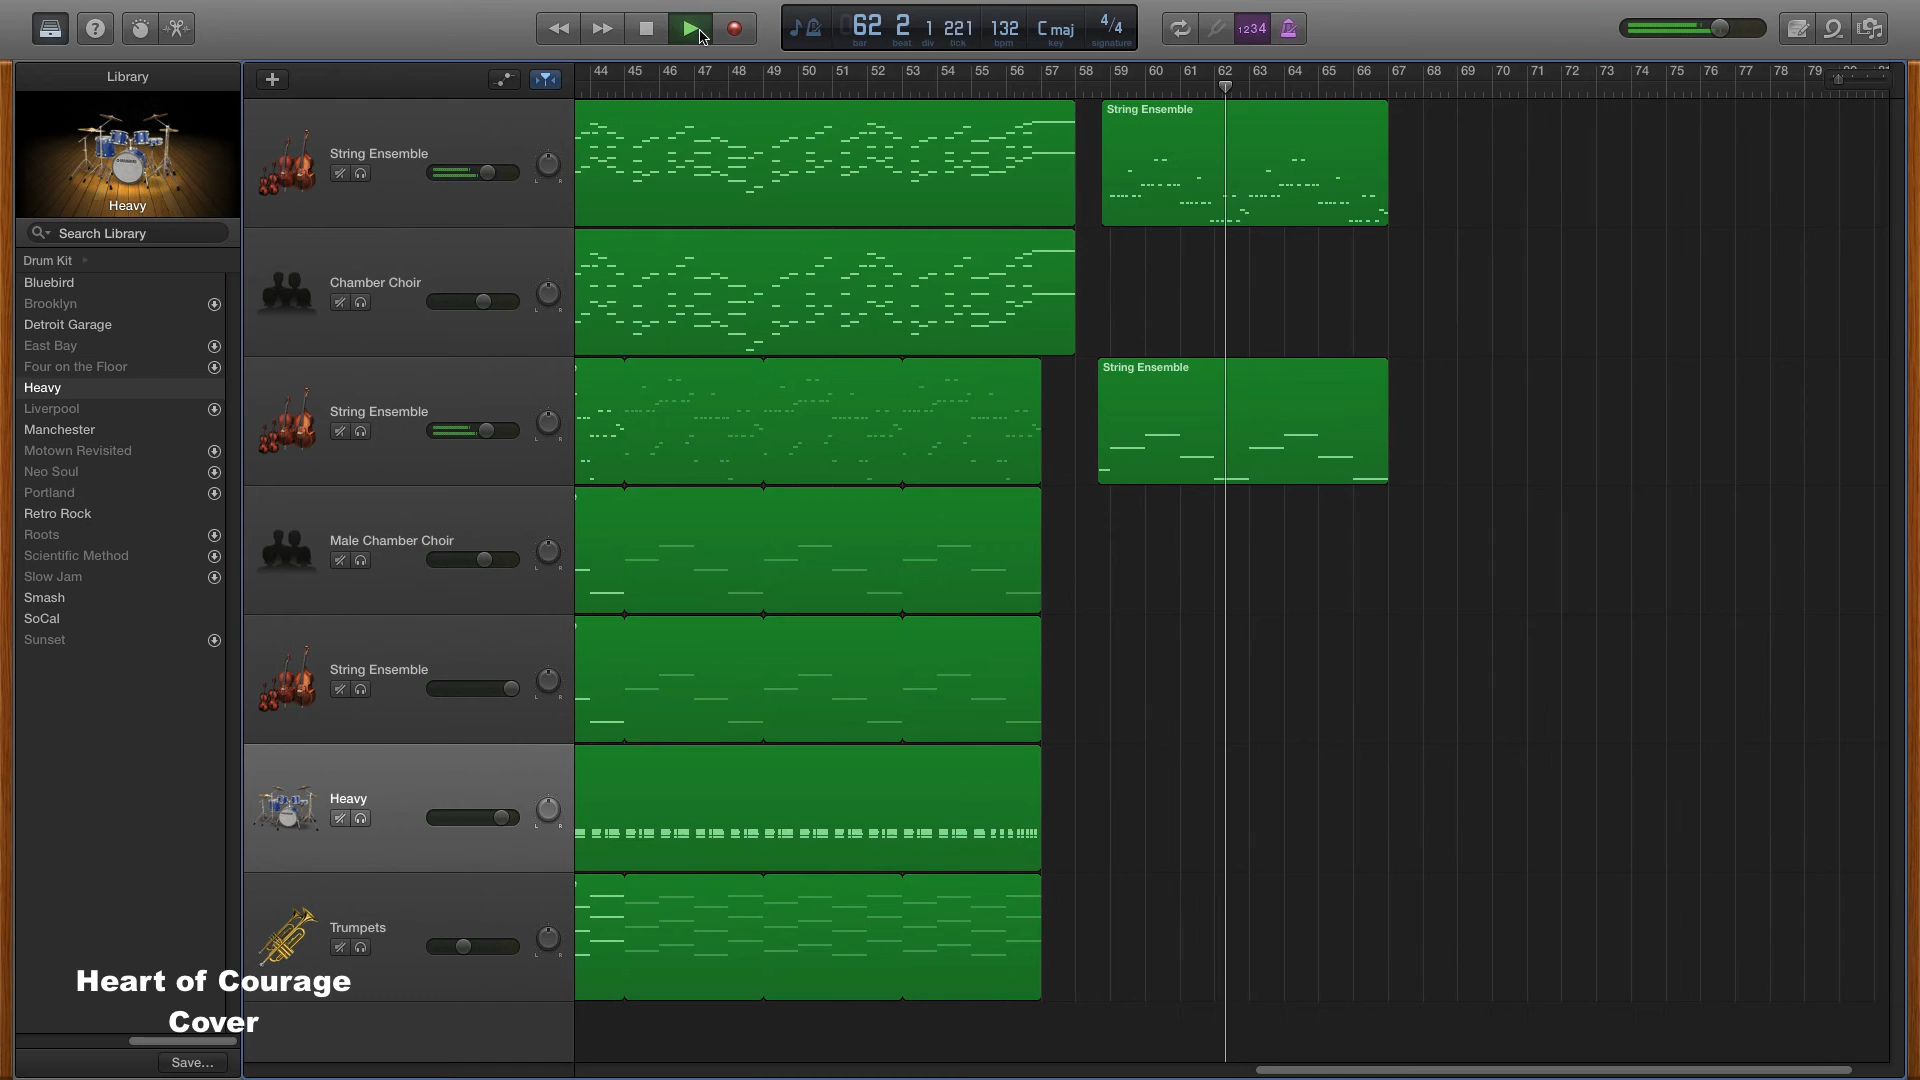 62 2 1 221 132 C maj 4/4
bar beat div tick bpm key signature
1234
Library
Heavy
Search Library
Drum Kit
Bluebird
Brooklyn
Detroit Garage
East Bay
Four on the Floor
Heavy
Liverpool
Manchester
Motown Revisited
Neo Soul
Portland
Retro Rock
Roots
Scientific Method
Slow Jam
Smash
SoCal
Sunset
Save...
44 45 46 47 48 49 50 51 52 53 54 55 56 57 58 59 60 61 62 63 64 65 66 67 68 69 70 71 72 73 74 75 76 77 78 79
String Ensemble
L R
String Ensemble
Chamber Choir
L R
String Ensemble
L R
String Ensemble
Male Chamber Choir
L R
String Ensemble
L R
Heavy
L R
Trumpets
L R
Heart of Courage
Cover